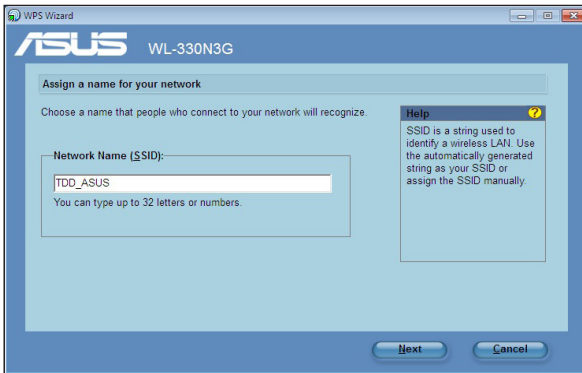 WPS Wizard
ASUS WL-330N3G
Assign a name for your network
Choose a name that people who connect to your network will recognize.
Network Name (SSID):
TDD_ASUS
You can type up to 32 letters or numbers.
Help ?
SSID is a string used to
identify a wireless LAN. Use
the automatically generated
string as your SSID or
assign the SSID manually.
Next Cancel